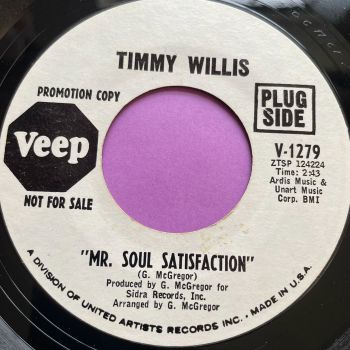 TIMMY WILLIS
PROMOTION COPY
PLUG
SIDE
Veep
V-1279
ZTSP 124224
Time: 2:43
Ardis Music &
Unart Music
Corp. BMI
NOT FOR SALE
"MR. SOUL SATISFACTION"
(G. McGregor)
Produced by G. McGregor for
Sidra Records, Inc.
Arranged by G. McGregor
A DIVISION OF UNITED ARTISTS RECORDS INC. • MADE IN U.S.A.